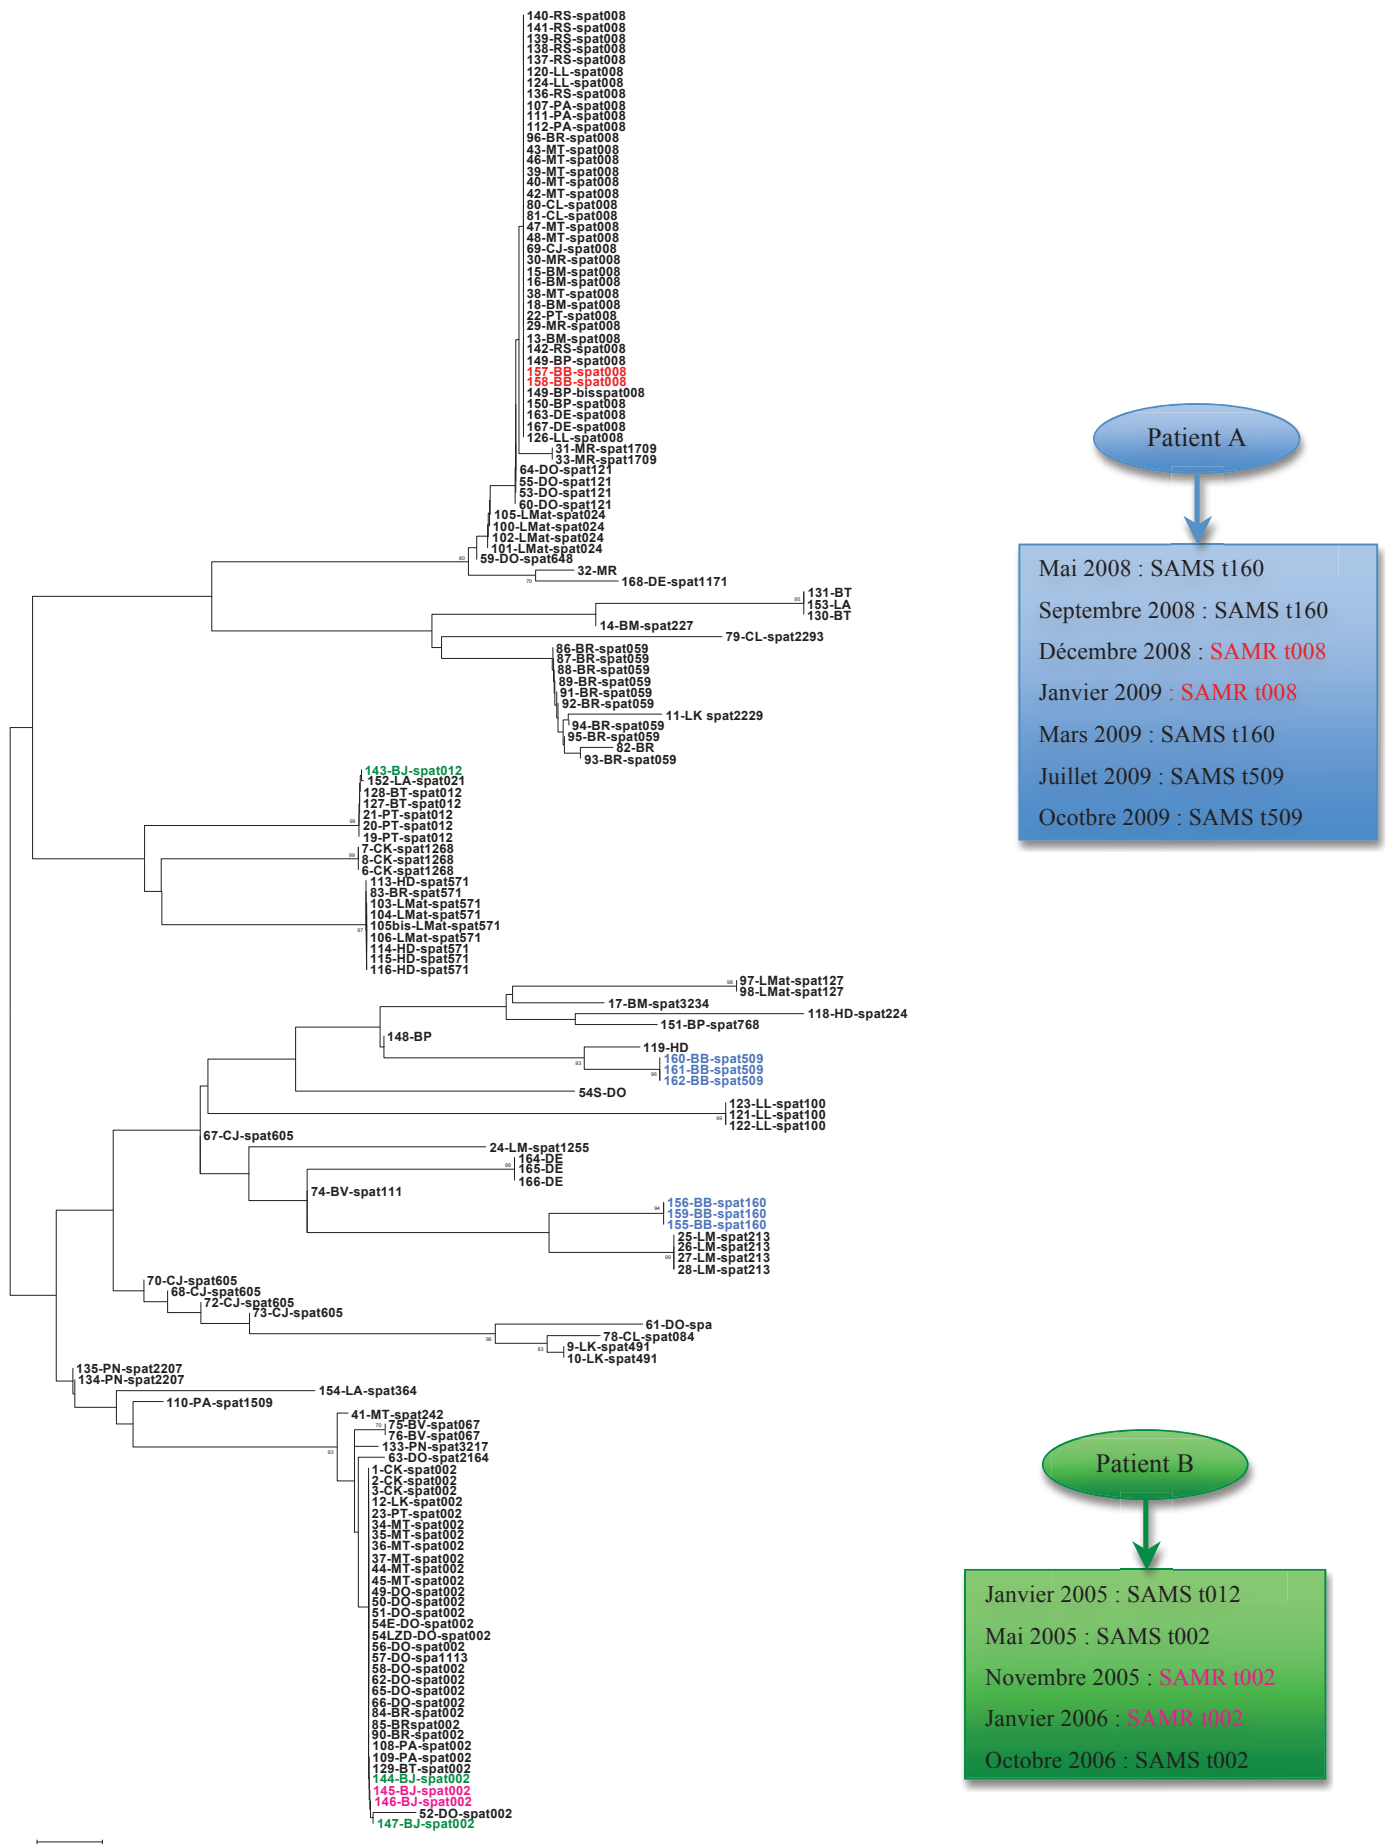 140-RS-spat008
141-RS-spat008
139-RS-spat008
138-RS-spat008
137-RS-spat008
120-LL-spat008
124-LL-spat008
136-RS-spat008
107-PA-spat008
111-PA-spat008
112-PA-spat008
96-BR-spat008
43-MT-spat008
46-MT-spat008
39-MT-spat008
40-MT-spat008
42-MT-spat008
80-CL-spat008
81-CL-spat008
47-MT-spat008
48-MT-spat008
69-CJ-spat008
30-MR-spat008
15-BM-spat008
16-BM-spat008
38-MT-spat008
18-BM-spat008
22-PT-spat008
29-MR-spat008
13-BM-spat008
142-RS-spat008
149-BP-spat008
157-BB-spat008
158-BB-spat008
149-BP-bisspat008
150-BP-spat008
163-DE-spat008
167-DE-spat008
126-LL-spat008
31-MR-spat1709
33-MR-spat1709
64-DO-spat121
55-DO-spat121
53-DO-spat121
60-DO-spat121
105-LMat-spat024
100-LMat-spat024
102-LMat-spat024
101-LMat-spat024
59-DO-spat648
80
32-MR
70
168-DE-spat1171
131-BT
95
153-LA
130-BT
14-BM-spat227
79-CL-spat2293
86-BR-spat059
87-BR-spat059
88-BR-spat059
89-BR-spat059
91-BR-spat059
92-BR-spat059
11-LK spat2229
94-BR-spat059
95-BR-spat059
82-BR
93-BR-spat059
143-BJ-spat012
152-LA-spat021
128-BT-spat012
127-BT-spat012
21-PT-spat012
99
20-PT-spat012
19-PT-spat012
7-CK-spat1268
99
8-CK-spat1268
6-CK-spat1268
113-HD-spat571
83-BR-spat571
103-LMat-spat571
104-LMat-spat571
105bis-LMat-spat571
97
106-LMat-spat571
114-HD-spat571
115-HD-spat571
116-HD-spat571
98
97-LMat-spat127
98-LMat-spat127
17-BM-spat3234
118-HD-spat224
151-BP-spat768
148-BP
119-HD
93
160-BB-spat509
161-BB-spat509
96
162-BB-spat509
54S-DO
123-LL-spat100
121-LL-spat100
99
122-LL-spat100
67-CJ-spat605
24-LM-spat1255
164-DE
99
165-DE
166-DE
74-BV-spat111
156-BB-spat160
94
159-BB-spat160
155-BB-spat160
25-LM-spat213
26-LM-spat213
99
27-LM-spat213
28-LM-spat213
70-CJ-spat605
68-CJ-spat605
72-CJ-spat605
73-CJ-spat605
61-DO-spa
86
78-CL-spat084
83
9-LK-spat491
10-LK-spat491
135-PN-spat2207
134-PN-spat2207
154-LA-spat364
110-PA-spat1509
41-MT-spat242
70
75-BV-spat067
76-BV-spat067
93
133-PN-spat3217
63-DO-spat2164
1-CK-spat002
2-CK-spat002
3-CK-spat002
12-LK-spat002
23-PT-spat002
34-MT-spat002
35-MT-spat002
36-MT-spat002
37-MT-spat002
44-MT-spat002
45-MT-spat002
49-DO-spat002
50-DO-spat002
51-DO-spat002
54E-DO-spat002
54LZD-DO-spat002
56-DO-spat002
57-DO-spa1113
58-DO-spat002
62-DO-spat002
65-DO-spat002
66-DO-spat002
84-BR-spat002
85-BRspat002
90-BR-spat002
108-PA-spat002
109-PA-spat002
129-BT-spat002
144-BJ-spat002
145-BJ-spat002
146-BJ-spat002
52-DO-spat002
147-BJ-spat002
Patient A
Mai 2008 : SAMS t160
Septembre 2008 : SAMS t160
Décembre 2008 : SAMR t008
Janvier 2009 : SAMR t008
Mars 2009 : SAMS t160
Juillet 2009 : SAMS t509
Ocotbre 2009 : SAMS t509
Patient B
Janvier 2005 : SAMS t012
Mai 2005 : SAMS t002
Novembre 2005 : SAMR t002
Janvier 2006 : SAMR t002
Octobre 2006 : SAMS t002